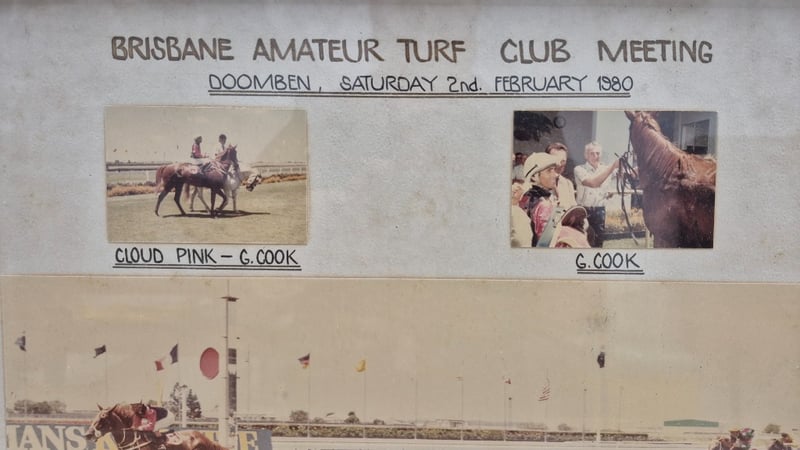 BRISBANE AMATEUR TURF CLUB MEETING
DOOMBEN, SATURDAY 2nd. FEBRUARY 1980
CLOUD PINK - G. COOK
G. COOK